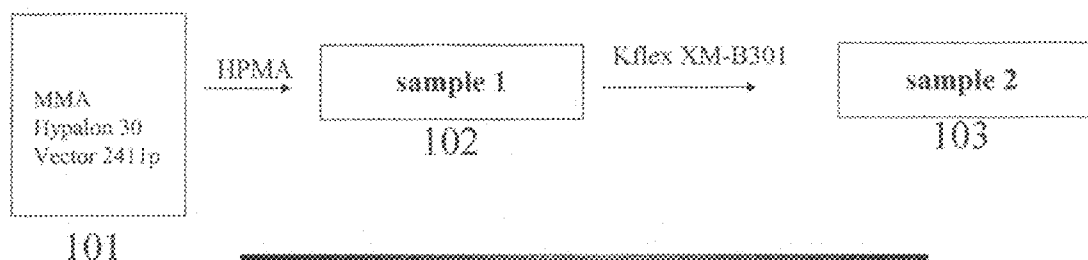 MMA
Hypalon 30
Vector 2411p
101
HPMA
sample 1
102
Kflex XM-B301
sample 2
103